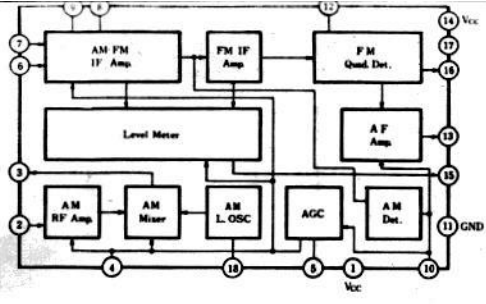 9 8 12
14 Vcc
7 AM-FM FM IF FM 17
IF Amp. Amp. Quad. Det.
6 16
Level Meter AF 13
Amp.
3 15
AM AM AM AGC AM
RF Amp. Mixer L. OSC Det.
2 11 GND
4 18 5 1 10
Vcc